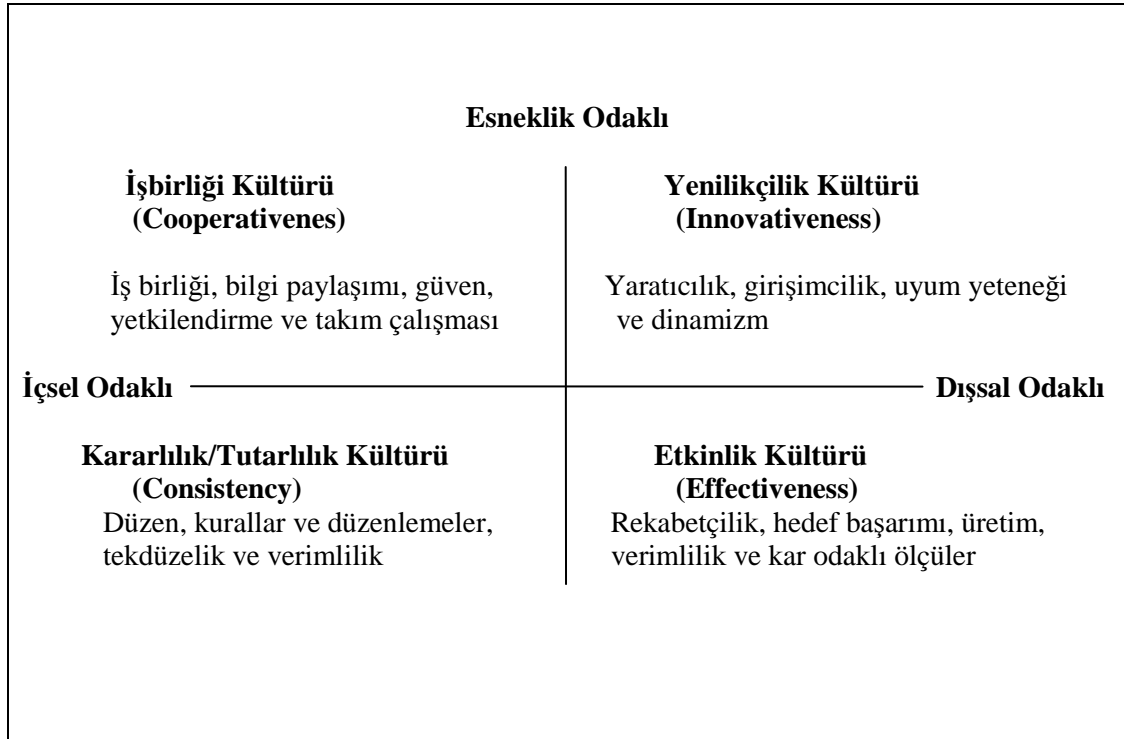 Esneklik Odaklı
İşbirliği Kültürü
(Cooperativenes)
İş birliği, bilgi paylaşımı, güven,
yetkilendirme ve takım çalışması
Yenilikçilik Kültürü
(Innovativeness)
Yaratıcılık, girişimcilik, uyum yeteneği
ve dinamizm
İçsel Odaklı
Dışsal Odaklı
Kararlılık/Tutarlılık Kültürü
(Consistency)
Düzen, kurallar ve düzenlemeler,
tekdüzelik ve verimlilik
Etkinlik Kültürü
(Effectiveness)
Rekabetçilik, hedef başarımı, üretim,
verimlilik ve kar odaklı ölçüler